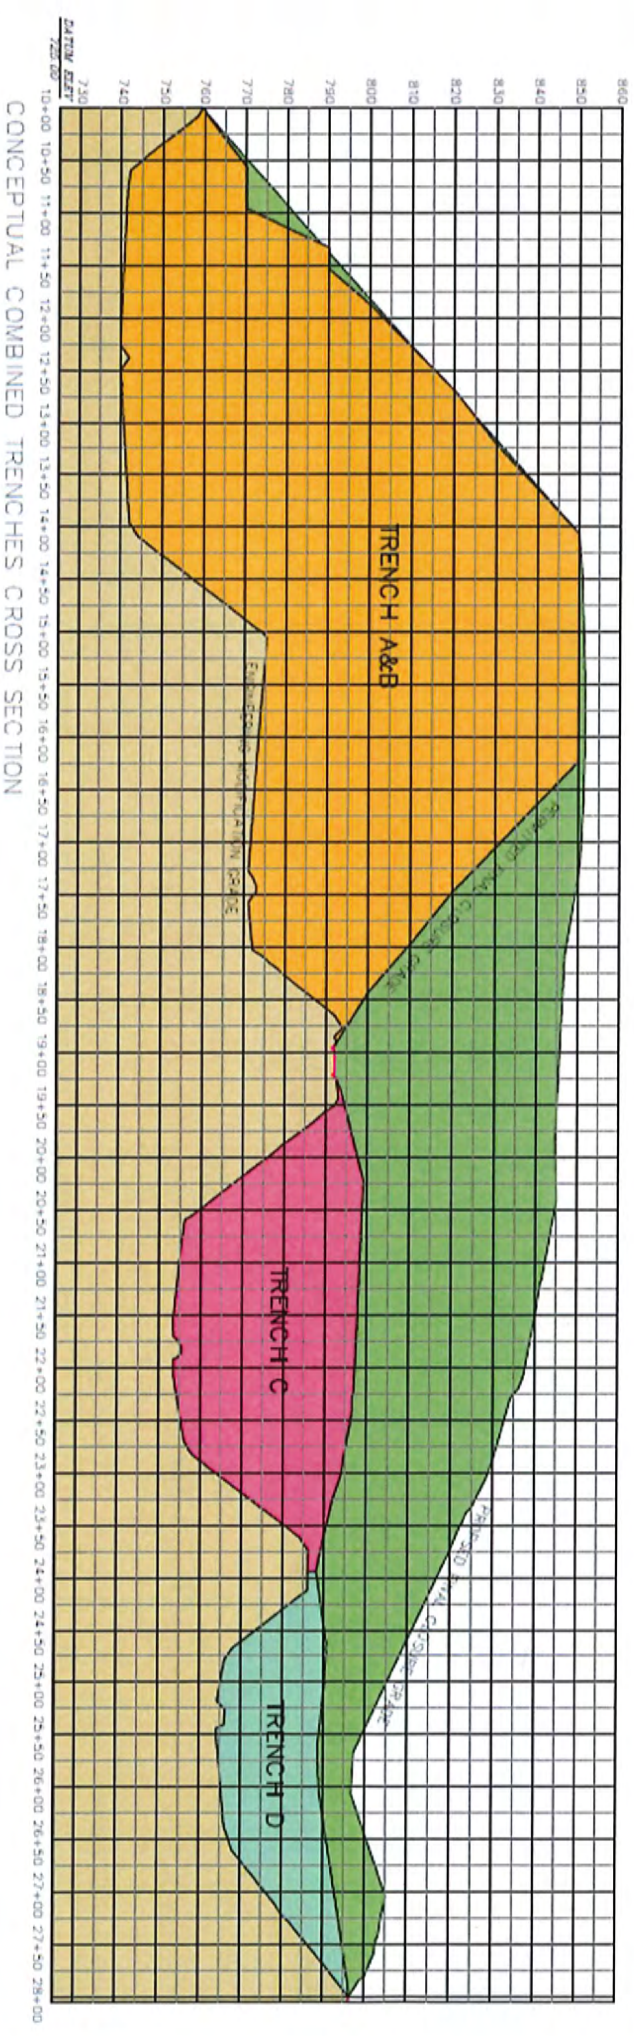 860
850
840
830
820
810
800
790
780
770
760
750
740
730
DATUM ELEV
725.00
10+00 10+50 11+00 11+50 12+00 12+50 13+00 13+50 14+00 14+50 15+00 15+50 16+00 16+50 17+00 17+50 18+00 18+50 19+00 19+50 20+00 20+50 21+00 21+50 22+00 22+50 23+00 23+50 24+00 24+50 25+00 25+50 26+00 26+50 27+00 27+50 28+00
TRENCH A&B
ENGINEERING MODIFICATION GRADE
PERMITTED FINAL CLOSURE GRADE
TRENCH C
PROPOSED FINAL CLOSURE GRADE
TRENCH D
CONCEPTUAL COMBINED TRENCHES CROSS SECTION